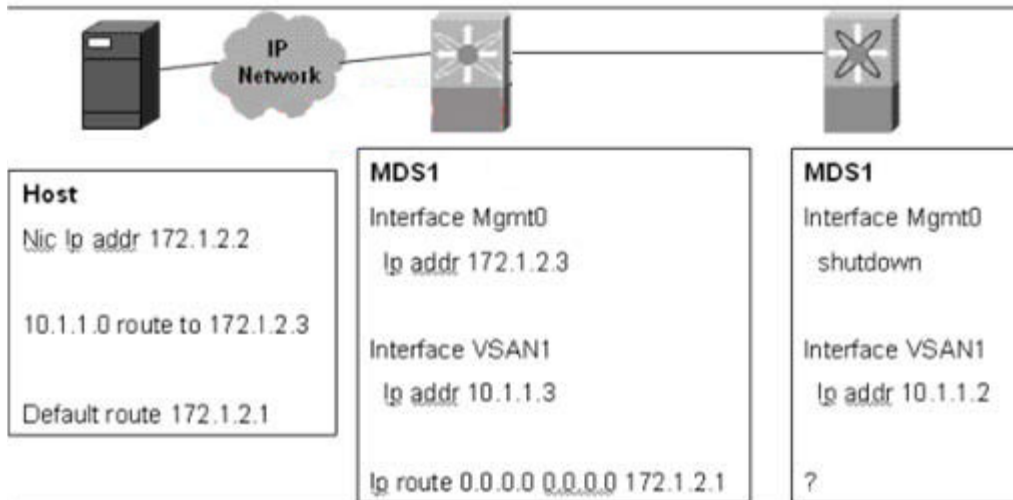 IP
Network
Host
Nic Ip addr 172.1.2.2
10.1.1.0 route to 172.1.2.3
Default route 172.1.2.1
MDS1
Interface Mgmt0
Ip addr 172.1.2.3
Interface VSAN1
Ip addr 10.1.1.3
Ip route 0.0.0.0 0.0.0.0 172.1.2.1
MDS1
Interface Mgmt0
shutdown
Interface VSAN1
Ip addr 10.1.1.2
?